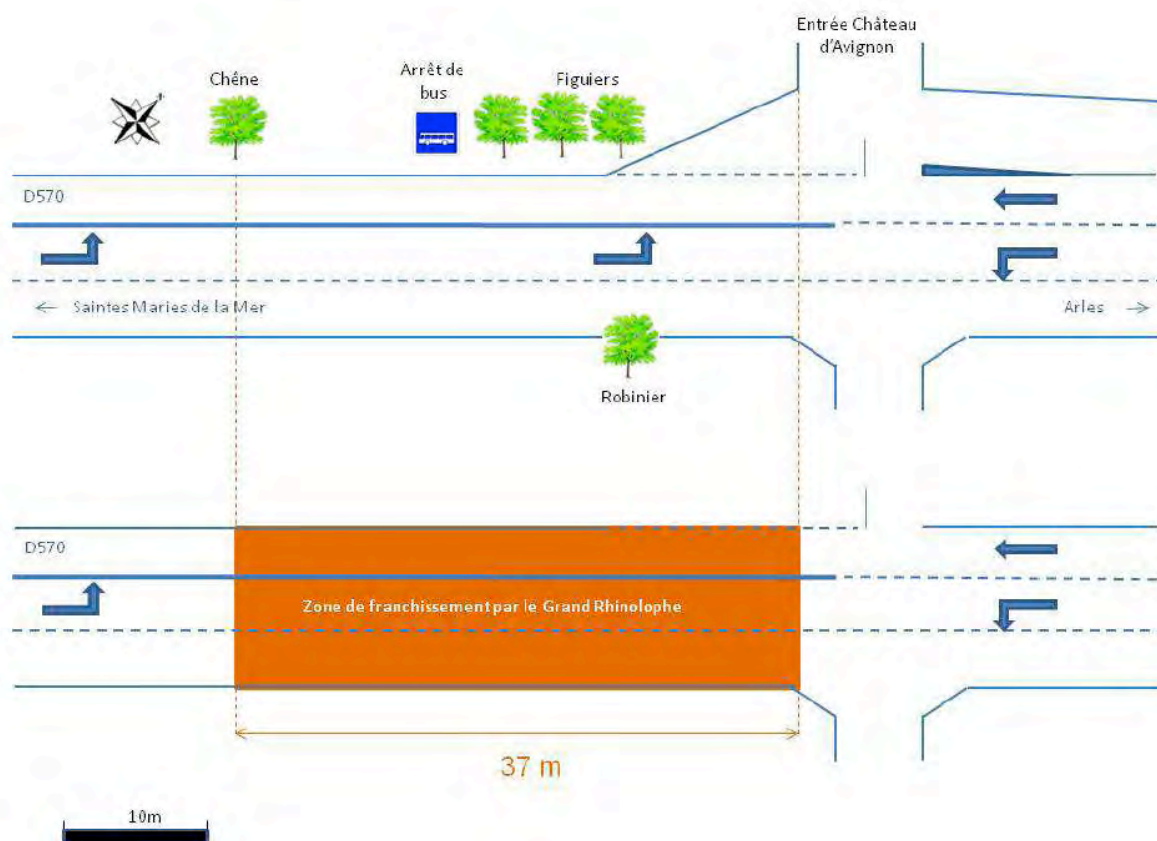 Entrée Château
d'Avignon
Chêne
Arrêt de
bus
Figuiers
D570
← Saintes Maries de la Mer
Arles →
Robinier
D570
Zone de franchissement par le Grand Rhinolophe
37 m
10m